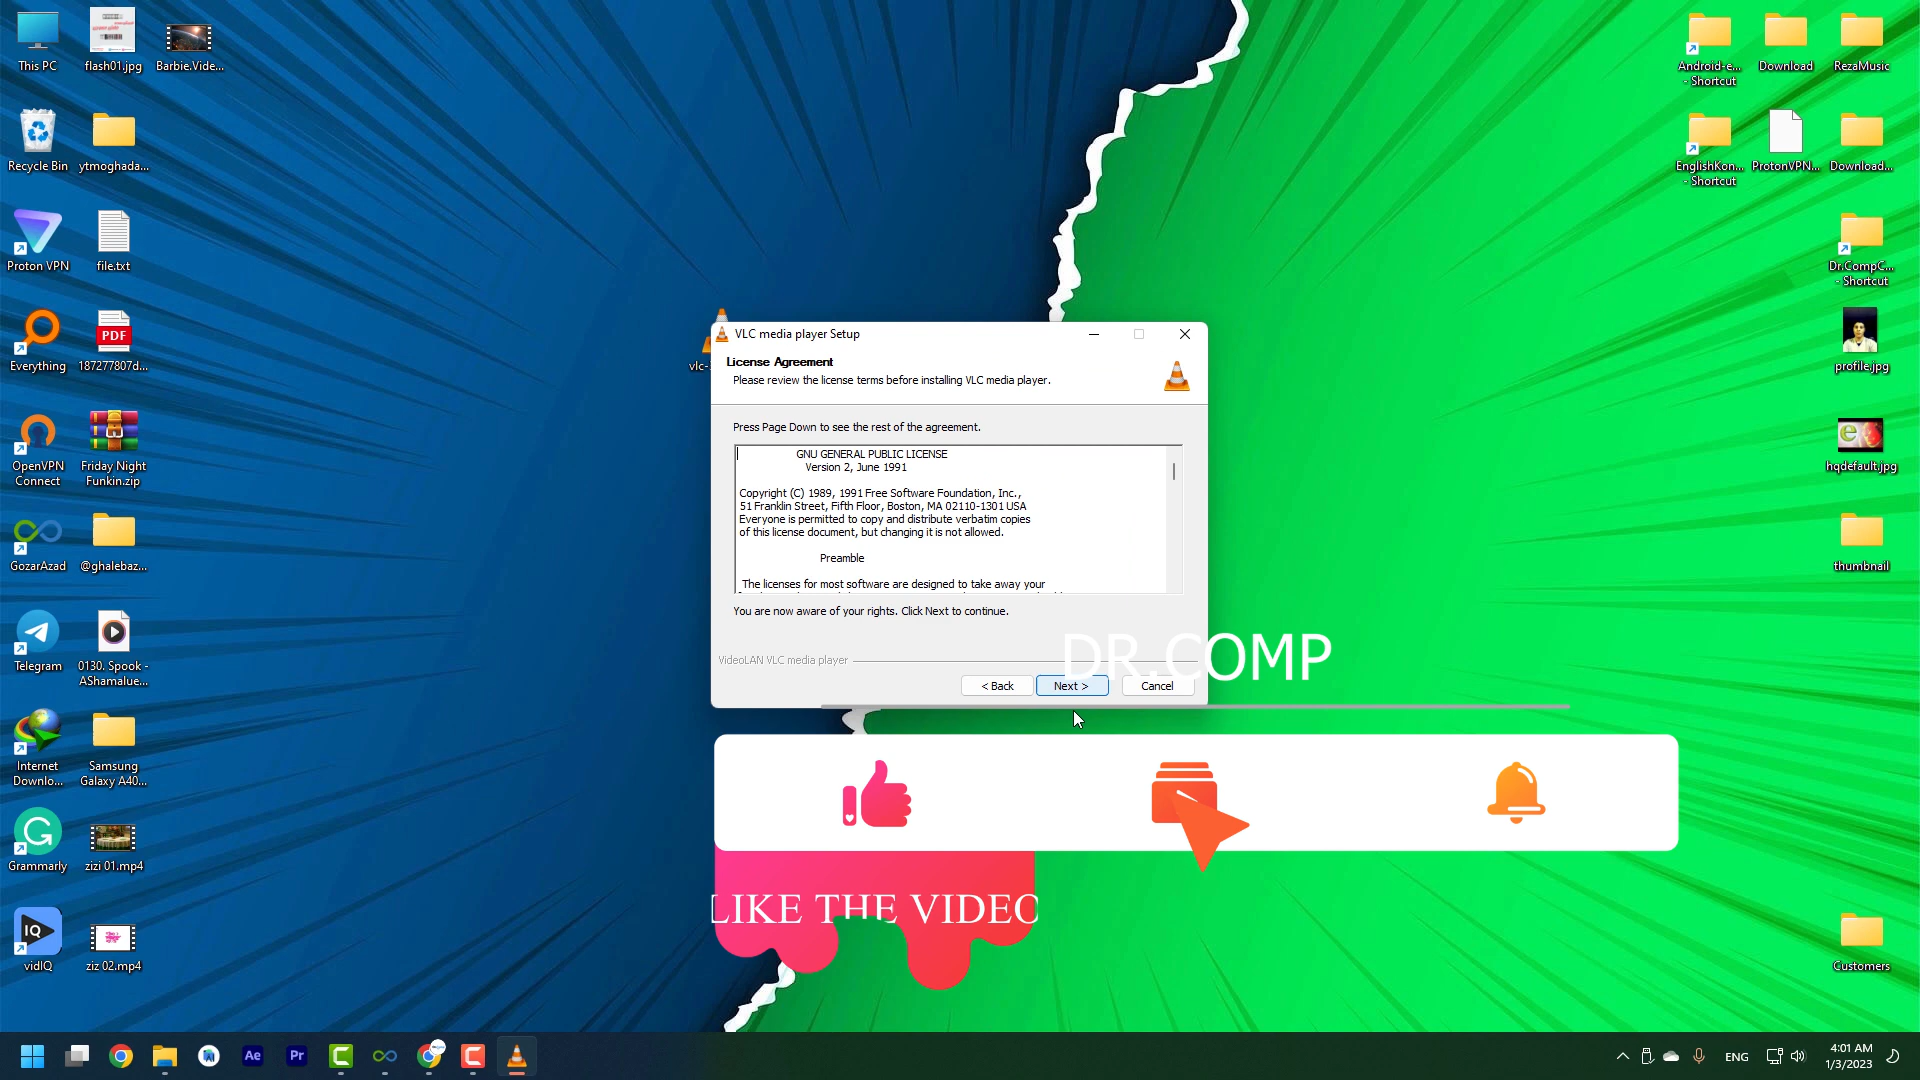 This PC
flash01.jpg
Barbie.Vide...
Recycle Bin
ytmoghada...
Proton VPN
file.txt
Everything
PDF
187277807d...
OpenVPN
Connect
Friday Night
Funkin.zip
GozarAzad
@ghalebaz...
Telegram
0130. Spook -
AShamalue...
Internet
Downlo...
Samsung
Galaxy A40...
Grammarly
zizi 01.mp4
IQ
vidIQ
ziz 02.mp4
Android-e...
- Shortcut
Download
RezaMusic
EnglishKon...
- Shortcut
ProtonVPN...
Download...
Dr.CompC...
- Shortcut
profile.jpg
hqdefault.jpg
thumbnail
Customers
vlc-
VLC media player Setup
License Agreement
Please review the license terms before installing VLC media player.
Press Page Down to see the rest of the agreement.
GNU GENERAL PUBLIC LICENSE
Version 2, June 1991
Copyright (C) 1989, 1991 Free Software Foundation, Inc.,
51 Franklin Street, Fifth Floor, Boston, MA 02110-1301 USA
Everyone is permitted to copy and distribute verbatim copies
of this license document, but changing it is not allowed.
Preamble
The licenses for most software are designed to take away your
You are now aware of your rights. Click Next to continue.
VideoLAN VLC media player
DR.COMP
< Back
Next >
Cancel
LIKE THE VIDEO
Ae
Pr
ENG
4:01 AM
1/3/2023